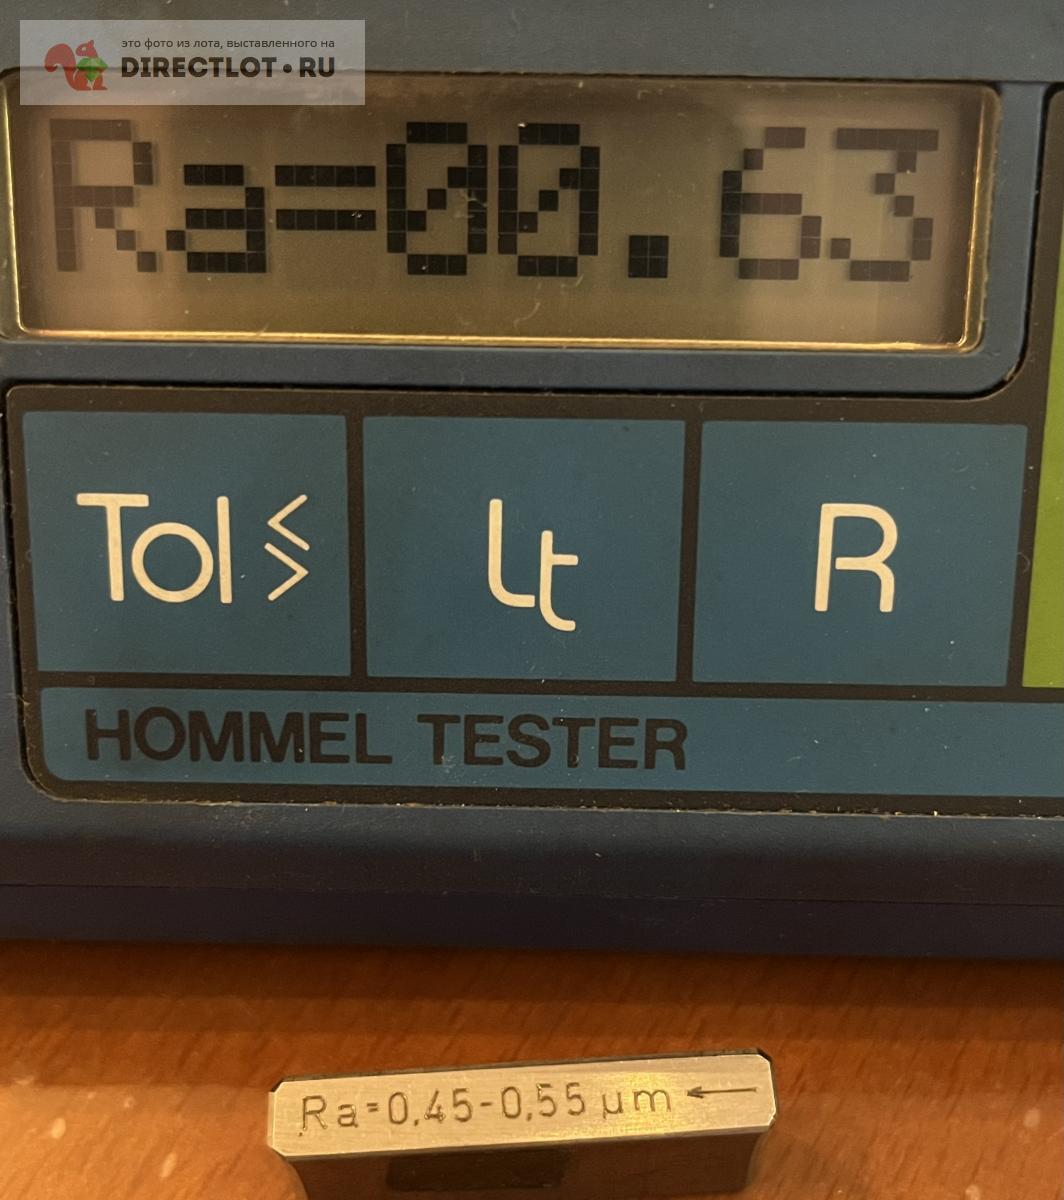 это фото из лота, выставленного на
DIRECTLOT•RU
Ra=00.63
Tol <>
Lt
R
HOMMEL TESTER
Ra=0,45-0,55 µm ←